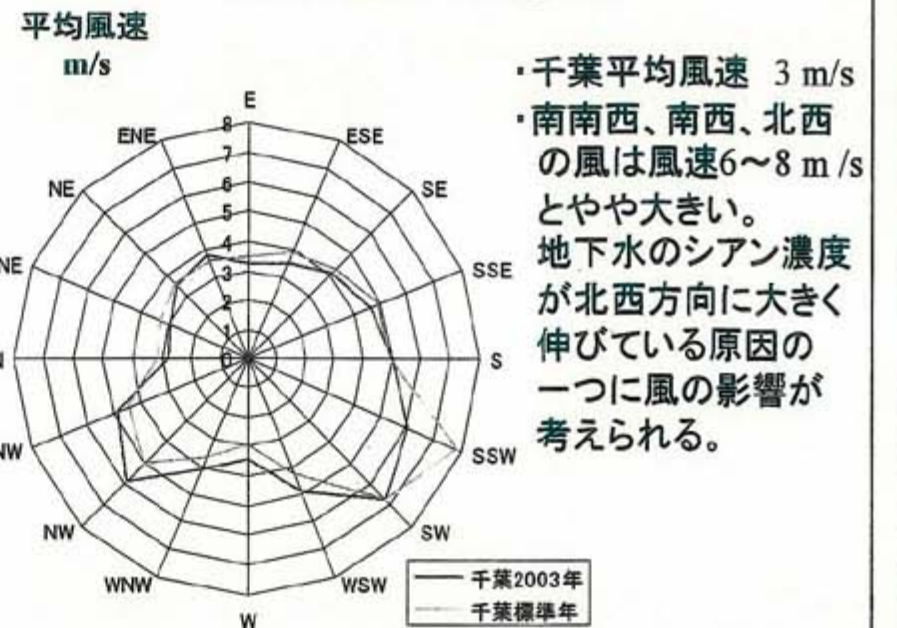 平均風速
m/s
・千葉平均風速 3 m/s
・南南西、南西、北西
の風は風速6～8 m /s
とやや大きい。
地下水のシアン濃度
が北西方向に大きく
伸びている原因の
一つに風の影響が
考えられる。
E
ENE
ESE
NE
SE
NE
SSE
N
S
NW
SSW
NW
SW
WNW
WSW
W
8
7
6
5
4
3
2
1
0
千葉2003年
千葉標準年